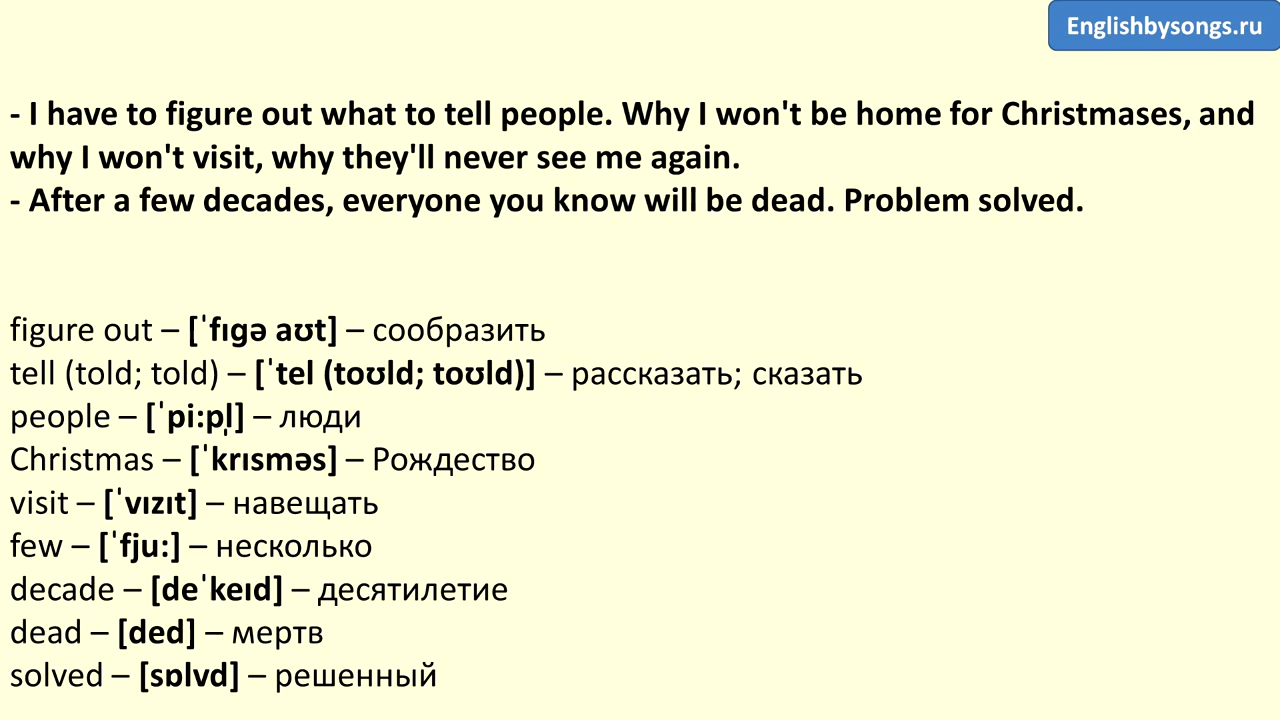 Englishbysongs.ru
- I have to figure out what to tell people. Why I won't be home for Christmases, and
why I won't visit, why they'll never see me again.
- After a few decades, everyone you know will be dead. Problem solved.
figure out – [ˈfɪgə aʊt] – сообразить
tell (told; told) – [ˈtel (toʊld; toʊld)] – рассказать; сказать
people – [ˈpi:pl̩] – люди
Christmas – [ˈkrɪsməs] – Рождество
visit – [ˈvɪzɪt] – навещать
few – [ˈfju:] – несколько
decade – [deˈkeɪd] – десятилетие
dead – [ded] – мертв
solved – [sɒlvd] – решенный